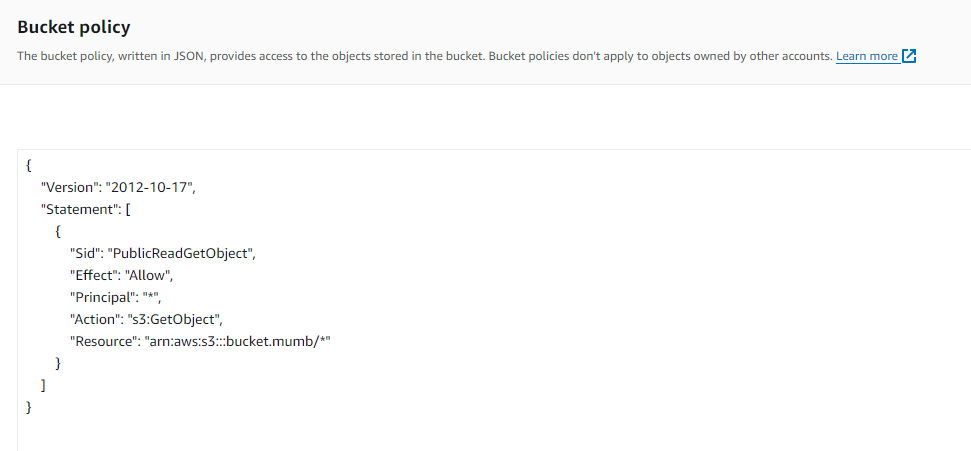 Bucket policy
The bucket policy, written in JSON, provides access to the objects stored in the bucket. Bucket policies don't apply to objects owned by other accounts. Learn more
{
"Version": "2012-10-17",
"Statement": [
{
"Sid": "PublicReadGetObject",
"Effect": "Allow",
"Principal": "*",
"Action": "s3:GetObject",
"Resource": "arn:aws:s3:::bucket.mumb/*"
}
]
}